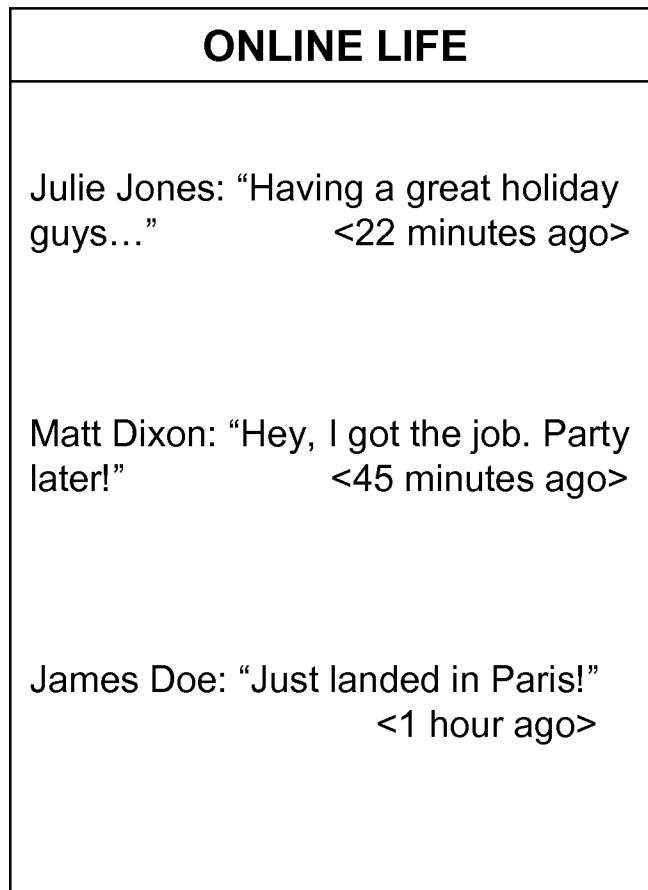 ONLINE LIFE
Julie Jones: “Having a great holiday
guys…” <22 minutes ago>
Matt Dixon: “Hey, I got the job. Party
later!” <45 minutes ago>
James Doe: “Just landed in Paris!”
<1 hour ago>